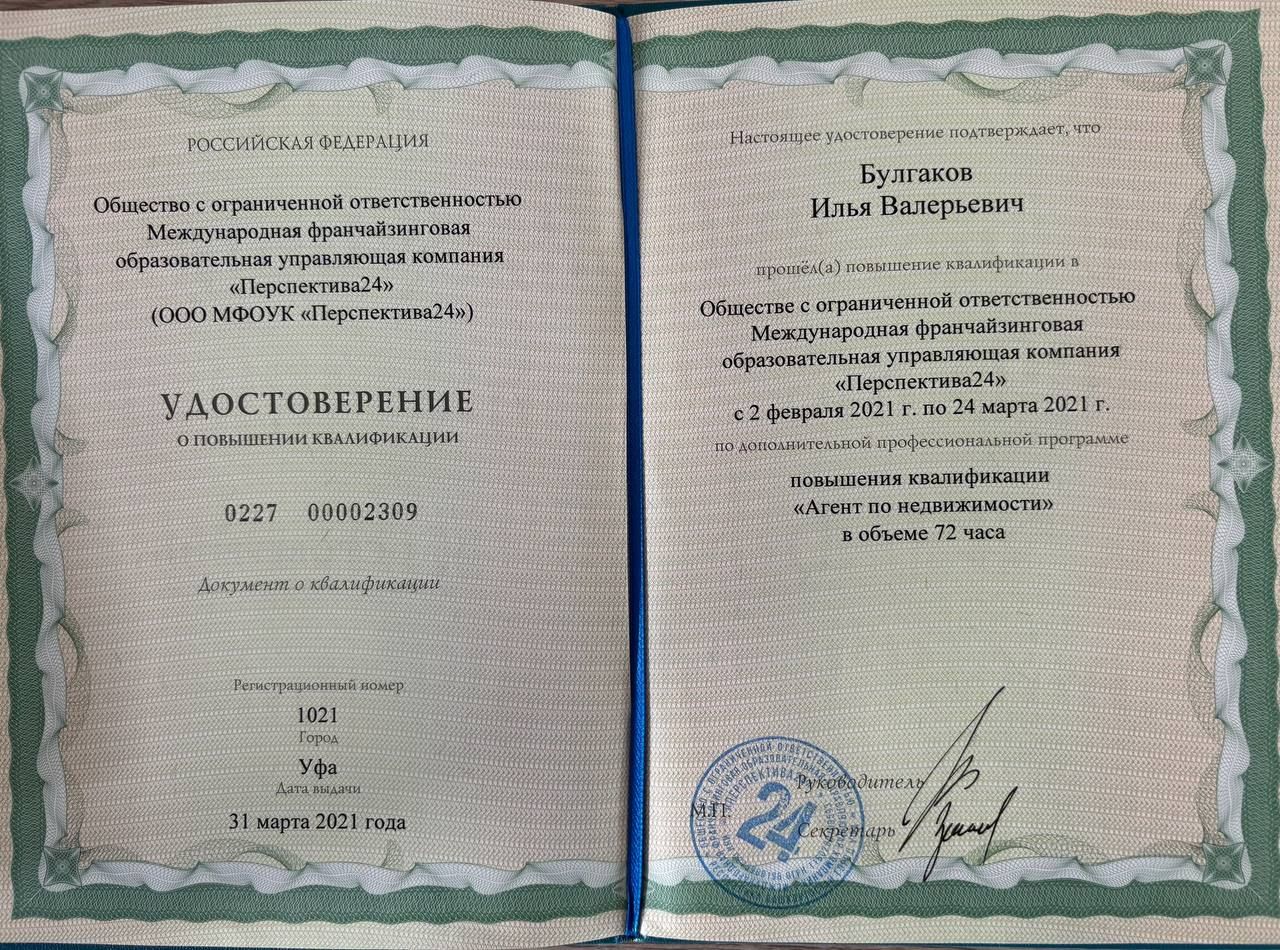 РОССИЙСКАЯ ФЕДЕРАЦИЯ
Общество с ограниченной ответственностью
Международная франчайзинговая
образовательная управляющая компания
«Перспектива24»
(ООО МФОУК «Перспектива24»)
УДОСТОВЕРЕНИЕ
О ПОВЫШЕНИИ КВАЛИФИКАЦИИ
0227 00002309
Документ о квалификации
Регистрационный номер
1021
Город
Уфа
Дата выдачи
31 марта 2021 года
Настоящее удостоверение подтверждает, что
Булгаков
Илья Валерьевич
прошёл(а) повышение квалификации в
Обществе с ограниченной ответственностью
Международная франчайзинговая
образовательная управляющая компания
«Перспектива24»
с 2 февраля 2021 г. по 24 марта 2021 г.
по дополнительной профессиональной программе
повышения квалификации
«Агент по недвижимости»
в объеме 72 часа
Руководитель
М.П.
Секретарь
24